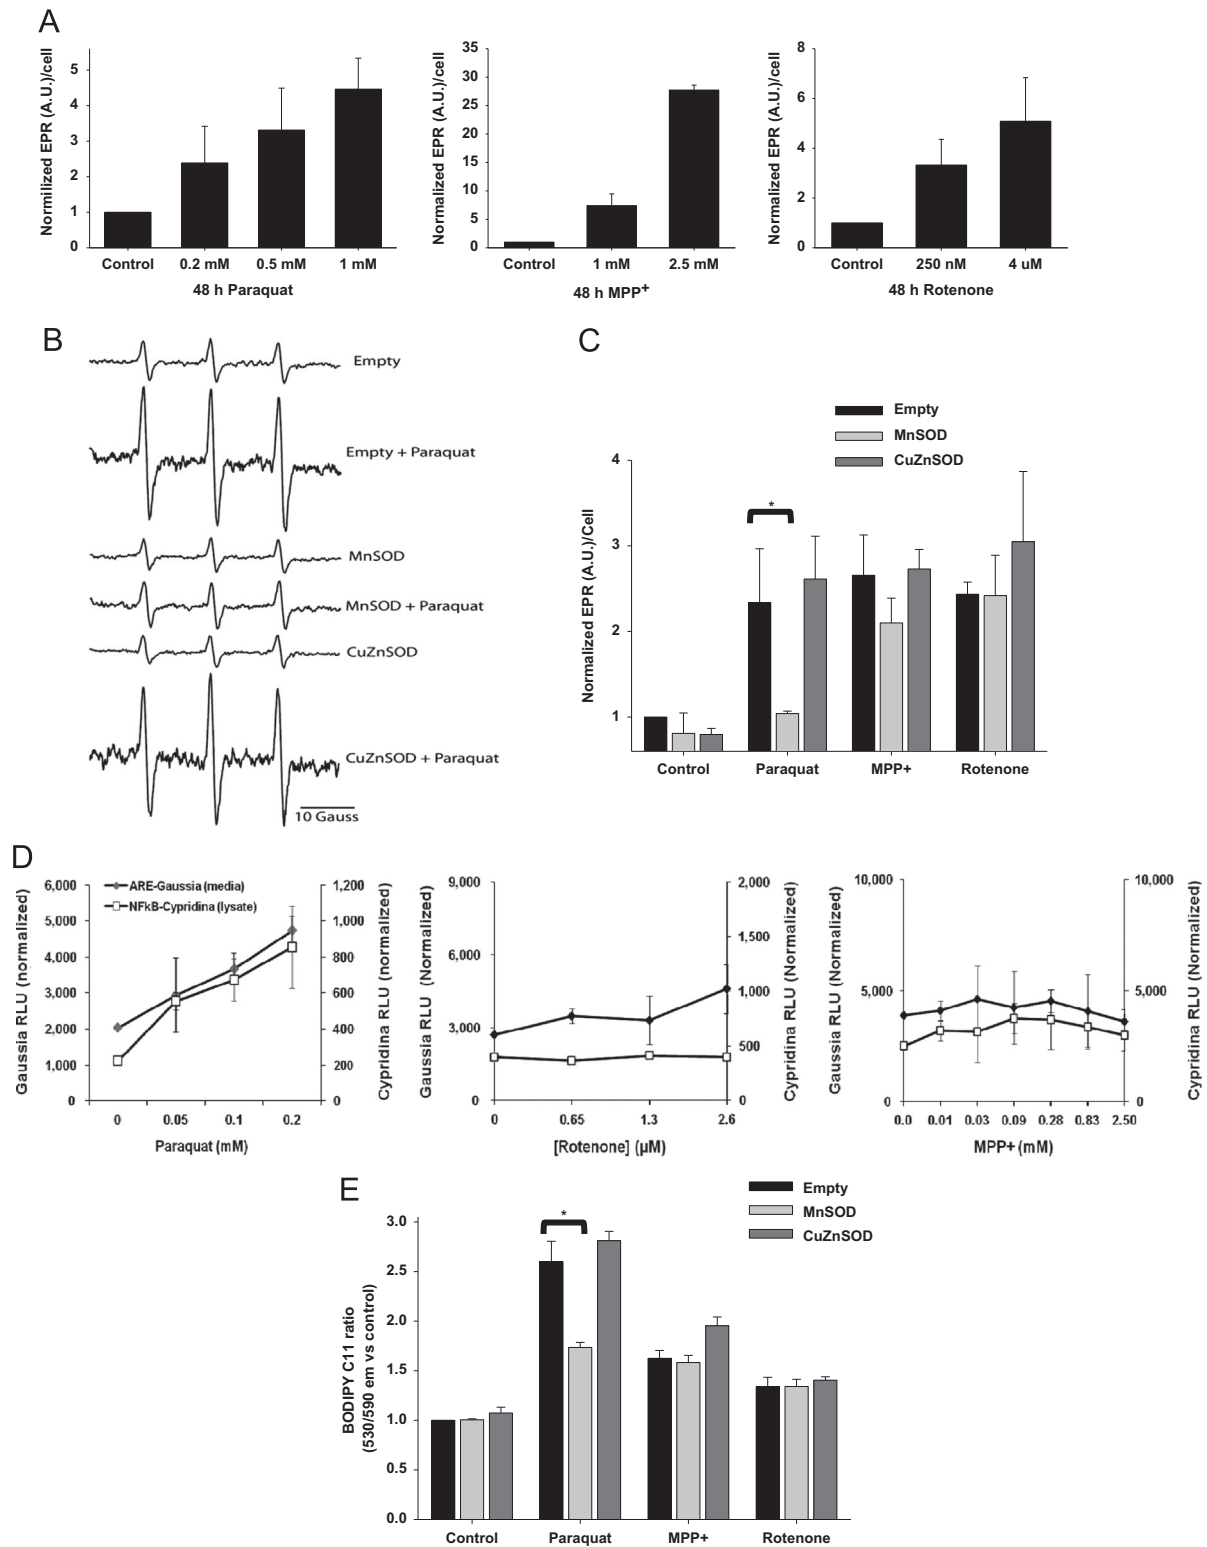 A
Normilized EPR (A.U.)/cell
5
4
3
2
1
0
Control 0.2 mM 0.5 mM 1 mM
48 h Paraquat
Normalized EPR (A.U.)/cell
35
30
25
20
15
10
5
0
Control 1 mM 2.5 mM
48 h MPP+
Normalized EPR (A.U.)/cell
8
6
4
2
0
Control 250 nM 4 uM
48 h Rotenone
B
Empty
Empty + Paraquat
MnSOD
MnSOD + Paraquat
CuZnSOD
CuZnSOD + Paraquat
10 Gauss
C
Empty
MnSOD
CuZnSOD
Normalized EPR (A.U.)/Cell
4
3
2
1
*
Control Paraquat MPP+ Rotenone
D
ARE-Gaussia (media)
NFkB-Cypridina (lysate)
Gaussia RLU (normalized)
6,000
5,000
4,000
3,000
2,000
1,000
0
1,200
1,000
800
600
400
200
0
Cypridina RLU (normalized)
0 0.05 0.1 0.2
Paraquat (mM)
Gaussia RLU (Normalized)
9,000
6,000
3,000
0
2,000
1,500
1,000
500
0
Cypridina RLU (Normalized)
0 0.65 1.3 2.6
[Rotenone] (µM)
Gaussia RLU (Normalized)
10,000
5,000
0
10,000
5,000
0
Cypridina RLU (Normalized)
0.0 0.01 0.03 0.09 0.28 0.83 2.50
MPP+ (mM)
E
Empty
MnSOD
CuZnSOD
BODIPY C11 ratio
(530/590 em vs control)
3.0
2.5
2.0
1.5
1.0
0.5
0.0
*
Control Paraquat MPP+ Rotenone